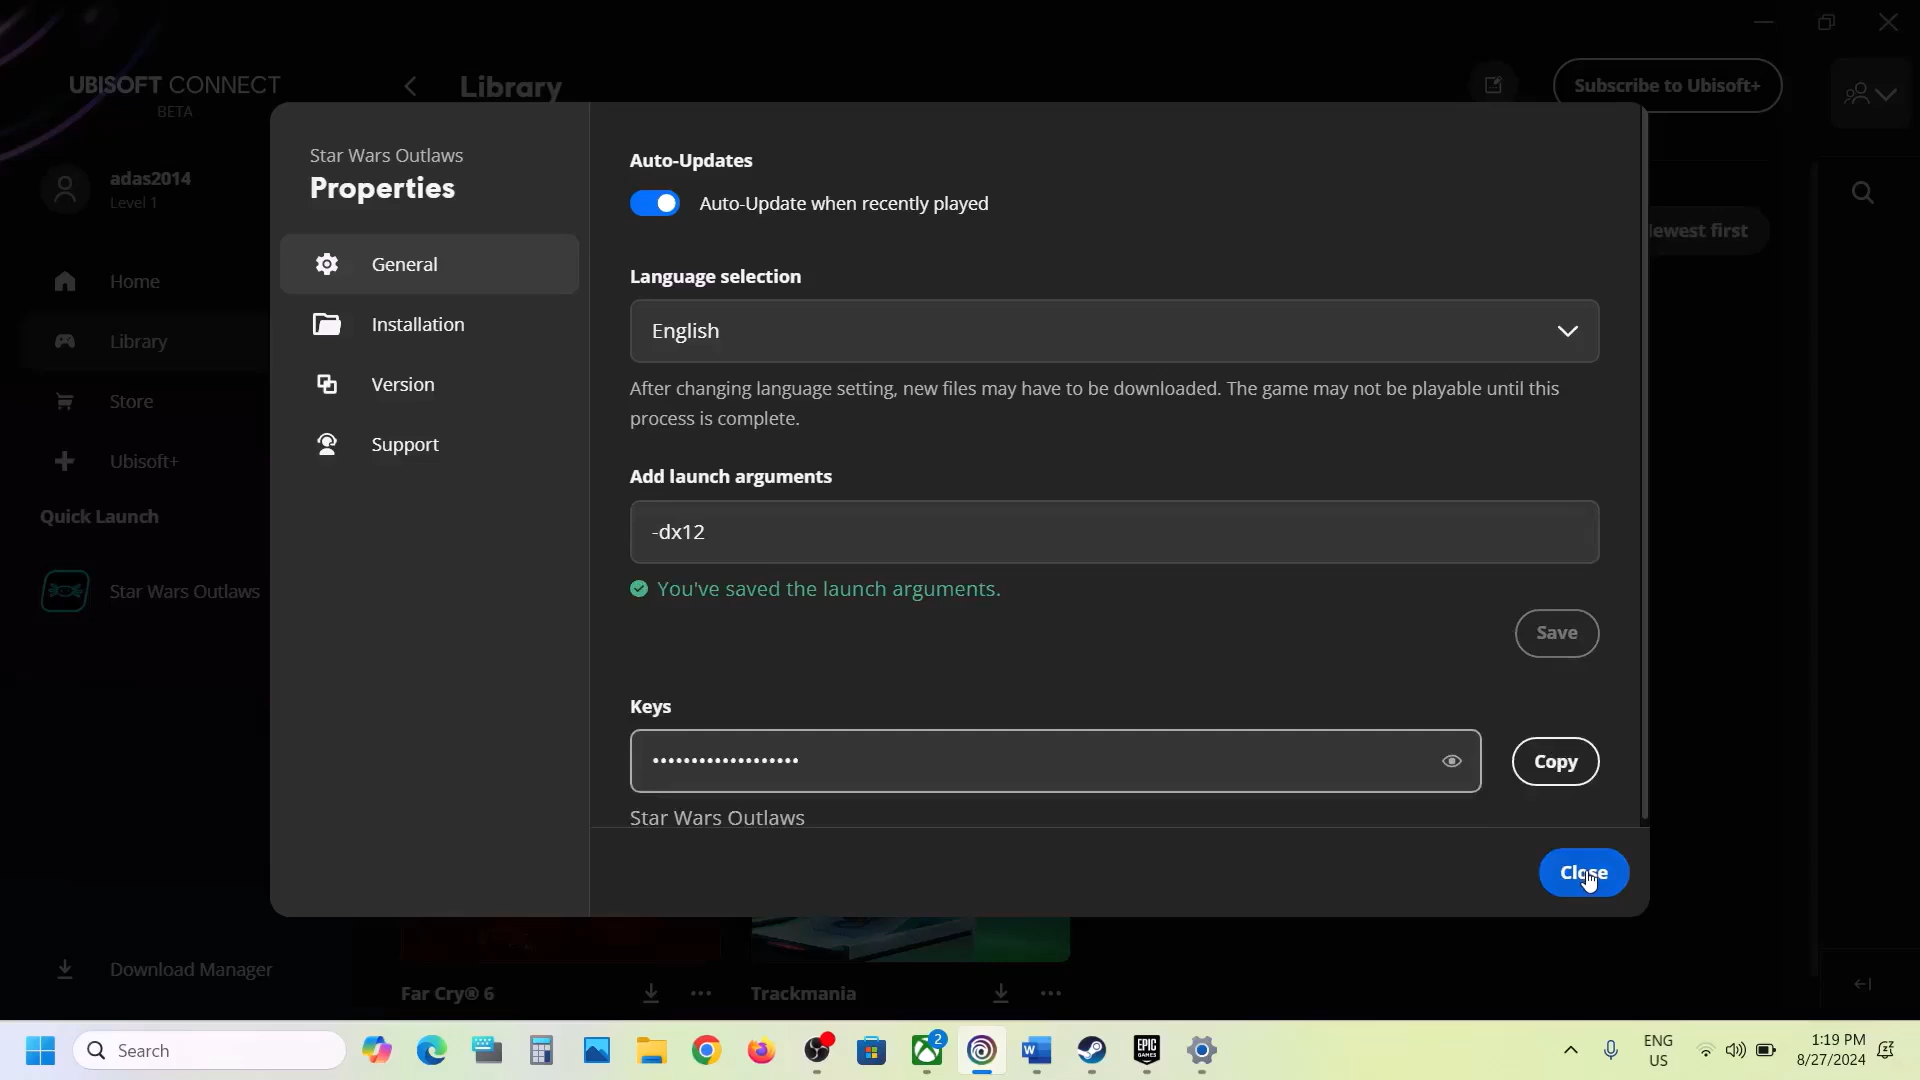 UBISOFT CONNECT
BETA
Library
Subscribe to Ubisoft+
adas2014
Level 1
Home
Library
Store
Ubisoft+
Quick Launch
Star Wars Outlaws
Download Manager
Star Wars Outlaws
Properties
General
Installation
Version
Support
Auto-Updates
Auto-Update when recently played
Language selection
English
After changing language setting, new files may have to be downloaded. The game may not be playable until this
process is complete.
Add launch arguments
-dx12
You've saved the launch arguments.
Save
Keys
Copy
Star Wars Outlaws
Close
first
Far Cry® 6
Trackmania
Search
2
EPIC
GAMES
ENG
US
1:19 PM
8/27/2024